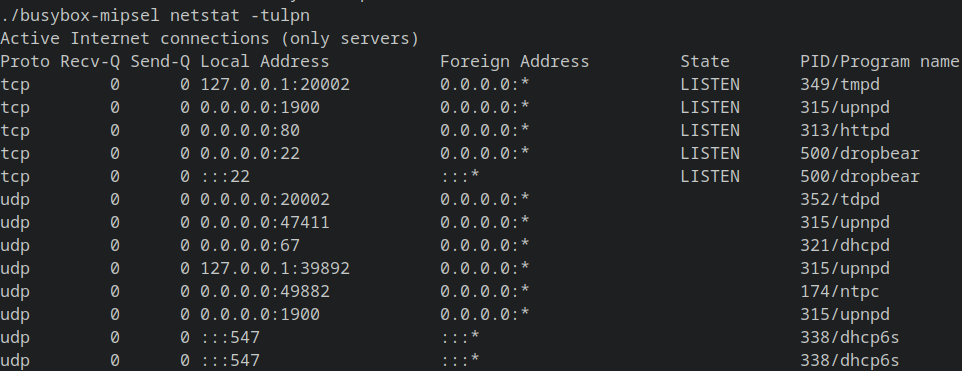 ./busybox-mipsel netstat -tulpn
Active Internet connections (only servers)
Proto Recv-Q Send-Q Local Address           Foreign Address         State       PID/Program name
tcp        0      0 127.0.0.1:20002         0.0.0.0:*               LISTEN      349/tmpd
tcp        0      0 0.0.0.0:1900            0.0.0.0:*               LISTEN      315/upnpd
tcp        0      0 0.0.0.0:80              0.0.0.0:*               LISTEN      313/httpd
tcp        0      0 0.0.0.0:22              0.0.0.0:*               LISTEN      500/dropbear
tcp        0      0 :::22                   :::*                    LISTEN      500/dropbear
udp        0      0 0.0.0.0:20002           0.0.0.0:*                           352/tdpd
udp        0      0 0.0.0.0:47411           0.0.0.0:*                           315/upnpd
udp        0      0 0.0.0.0:67              0.0.0.0:*                           321/dhcpd
udp        0      0 127.0.0.1:39892         0.0.0.0:*                           315/upnpd
udp        0      0 0.0.0.0:49882           0.0.0.0:*                           174/ntpc
udp        0      0 0.0.0.0:1900            0.0.0.0:*                           315/upnpd
udp        0      0 :::547                  :::*                                338/dhcp6s
udp        0      0 :::547                  :::*                                338/dhcp6s